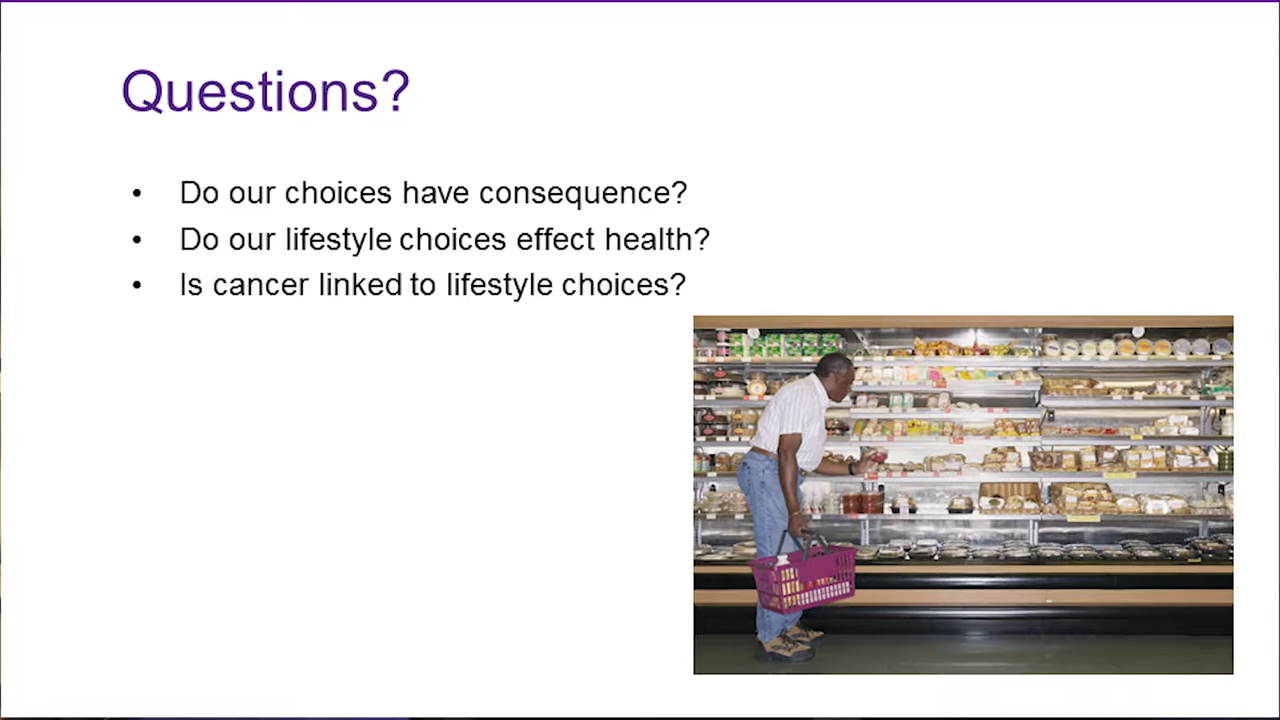 Questions?
• Do our choices have consequence?
• Do our lifestyle choices effect health?
• Is cancer linked to lifestyle choices?